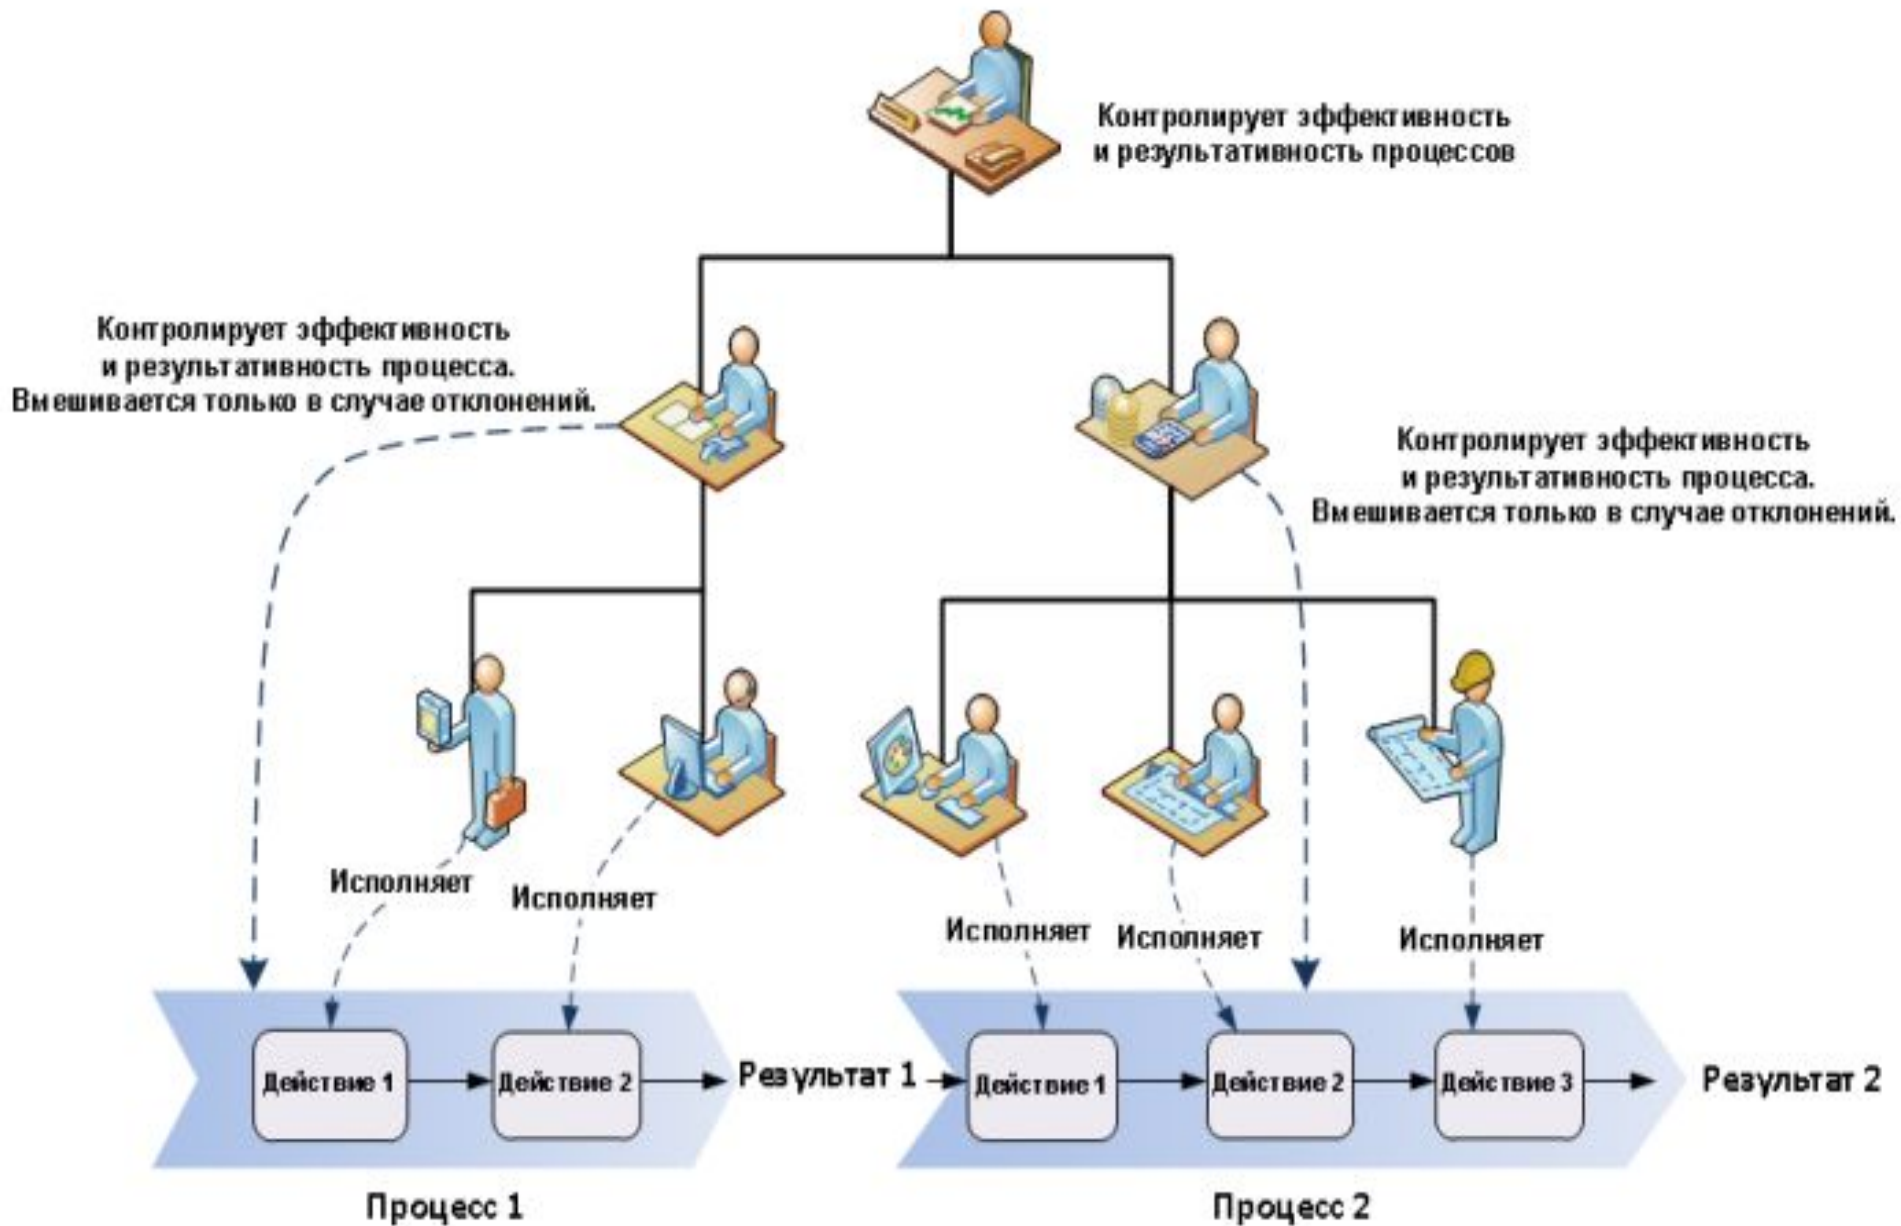 Контролирует эффективность
и результативность процессов
Контролирует эффективность
и результативность процесса.
Вмешивается только в случае отклонений.
Контролирует эффективность
и результативность процесса.
Вмешивается только в случае отклонений.
Исполняет
Исполняет
Исполняет
Исполняет
Исполняет
Действие 1
Действие 2
Результат 1
Действие 1
Действие 2
Действие 3
Результат 2
Процесс 1
Процесс 2